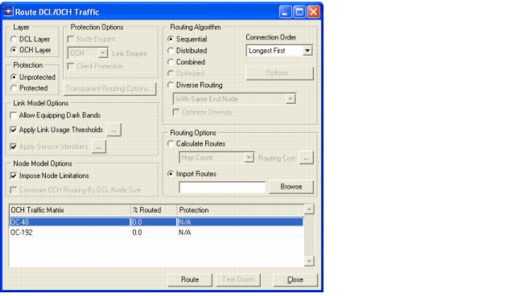 Route DCL/OCH Traffic
Layer
DCL Layer
OCH Layer
Protection
Unprotected
Protected
Protection Options
Node Disjoint
OCH
Link Disjoint
Client Protection
Transparent Routing Options...
Link Model Options
Allow Equipping Dark Bands
Apply Link Usage Thresholds ...
Apply Service Identifiers ...
Node Model Options
Impose Node Limitations
Constrain OCH Routing By DCL Node Size
Routing Algorithm
Sequential
Distributed
Combined
Optimized
Diverse Routing
With Same End Node
Optimize Diversity
Connection Order
Longest First
Options
Routing Options
Calculate Routes
Hop Count
Routing Cost ...
Import Routes
Browse
OCH Traffic Matrix % Routed Protection
OC-48 0.0 N/A
OC-192 0.0 N/A
Route Tear Down Close